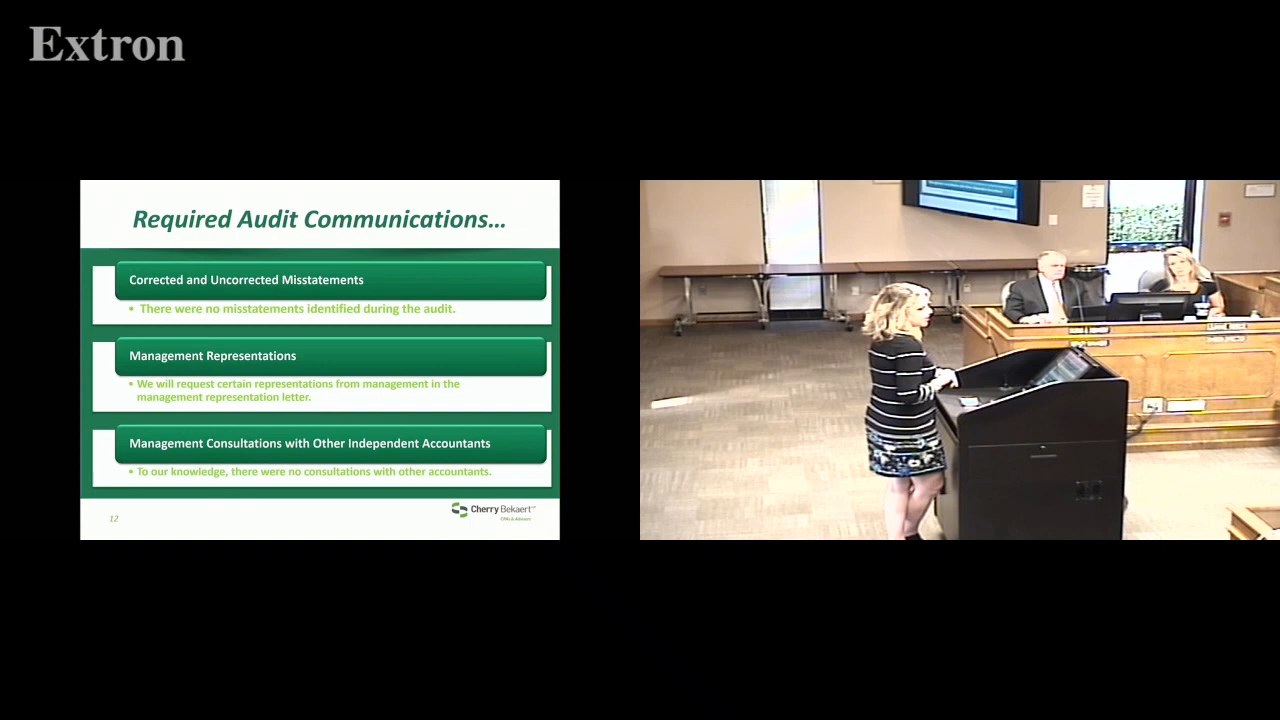 Extron
Required Audit Communications...
Corrected and Uncorrected Misstatements
• There were no misstatements identified during the audit.
Management Representations
• We will request certain representations from management in the
management representation letter.
Management Consultations with Other Independent Accountants
• To our knowledge, there were no consultations with other accountants.
12
Cherry Bekaert LLP
CPAs & Advisors